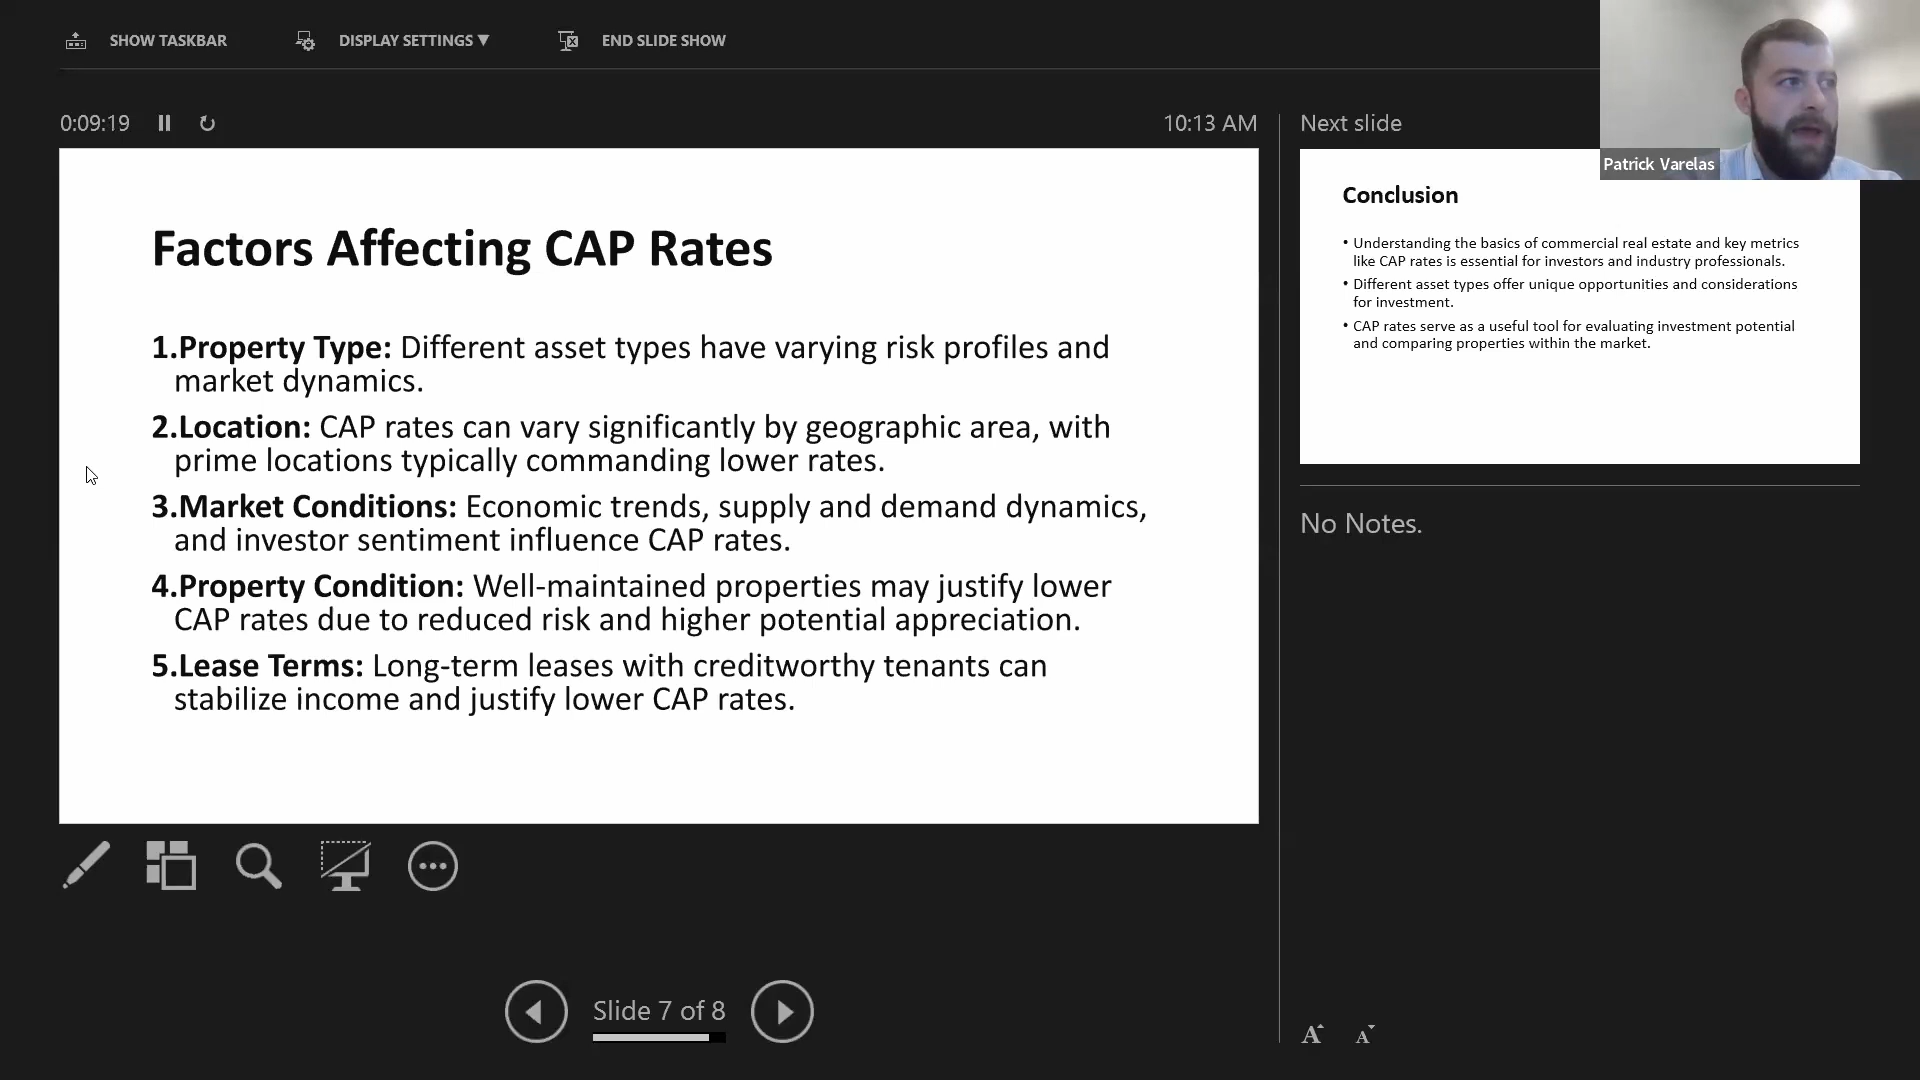 SHOW TASKBAR
DISPLAY SETTINGS ▼
END SLIDE SHOW
0:09:19
10:13 AM
Next slide
Patrick Varelas
Factors Affecting CAP Rates
1.Property Type: Different asset types have varying risk profiles and
market dynamics.
2.Location: CAP rates can vary significantly by geographic area, with
prime locations typically commanding lower rates.
3.Market Conditions: Economic trends, supply and demand dynamics,
and investor sentiment influence CAP rates.
4.Property Condition: Well-maintained properties may justify lower
CAP rates due to reduced risk and higher potential appreciation.
5.Lease Terms: Long-term leases with creditworthy tenants can
stabilize income and justify lower CAP rates.
Conclusion
• Understanding the basics of commercial real estate and key metrics
like CAP rates is essential for investors and industry professionals.
• Different asset types offer unique opportunities and considerations
for investment.
• CAP rates serve as a useful tool for evaluating investment potential
and comparing properties within the market.
No Notes.
Slide 7 of 8
A A